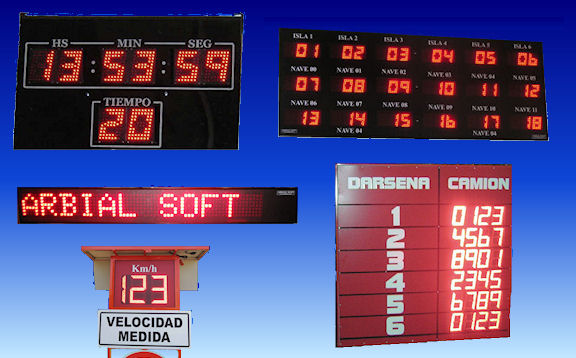 HS MIN SEG
13:53:59
TIEMPO
20
ISLA 1 ISLA 2 ISLA 3 ISLA 4 ISLA 5 ISLA 6
01 02 03 04 05 06
NAVE 00 NAVE 01 NAVE 02 NAVE 03 NAVE 04 NAVE 05
07 08 09 10 11 12
NAVE 06 NAVE 07 NAVE 08 NAVE 09 NAVE 10 NAVE 11
13 14 15 16 17 18
NAVE 04 NAVE 04
ARBIAL SOFT
Km/h
123
VELOCIDAD
MEDIDA
DARSENA CAMION
1 0123
2 4567
3 8901
4 2345
5 6789
6 0123